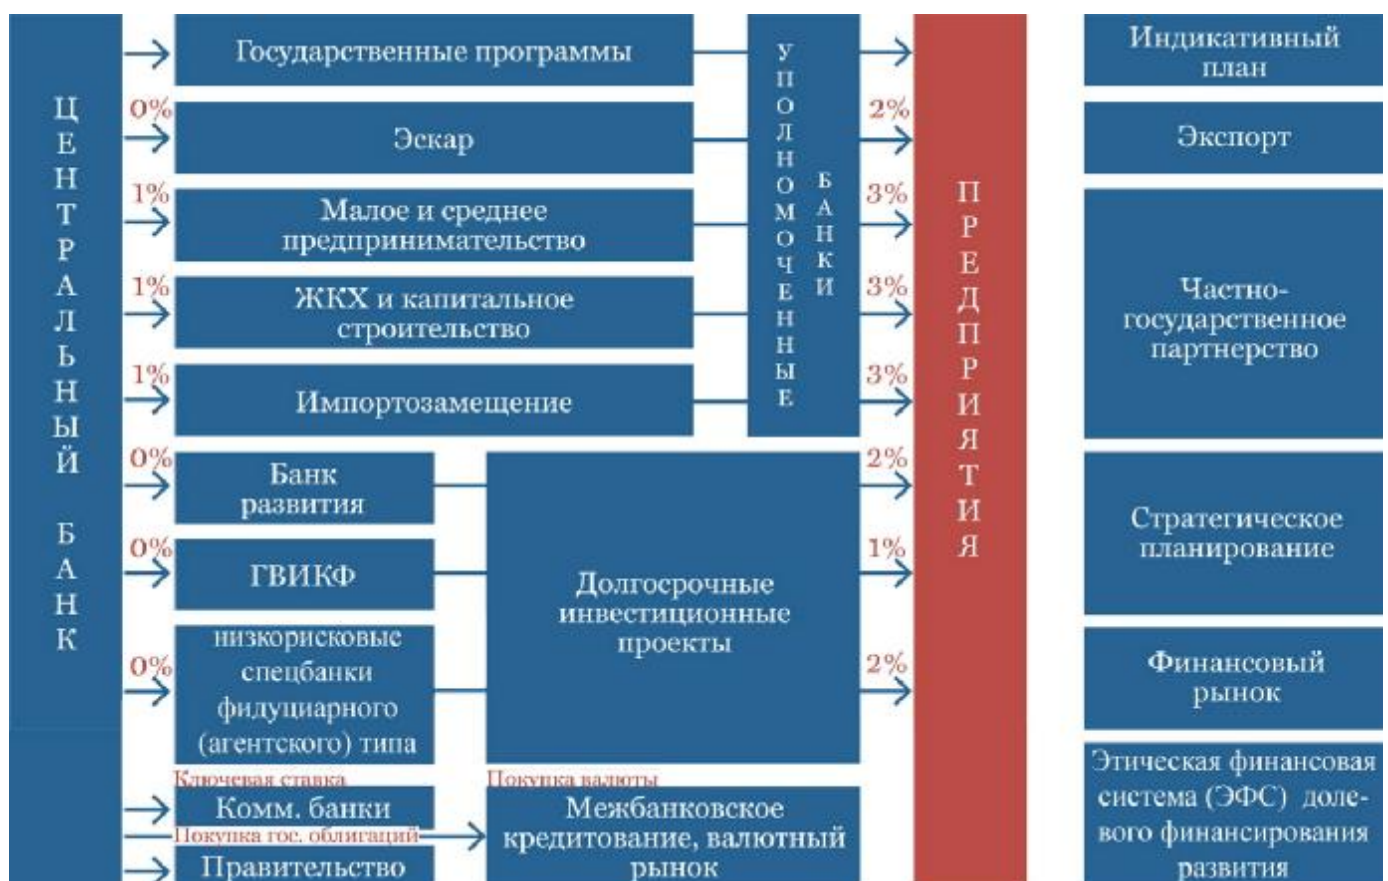 ЦЕНТРАЛЬНЫЙ БАНК
Государственные программы
0%
Эскар
1%
Малое и среднее
предпринимательство
1%
ЖКХ и капитальное
строительство
1%
Импортозамещение
0%
Банк
развития
0%
ГВИКФ
0%
низкорисковые
спецбанки
фидуциарного
(агентского) типа
Ключевая ставка
Комм. банки
Покупка гос. облигаций
Правительство
УПОЛНОМОЧЕННЫЕ
БАНКИ
Долгосрочные
инвестиционные
проекты
Покупка валюты
Межбанковское
кредитование, валютный
рынок
2%
3%
3%
3%
2%
1%
2%
ПРЕДПРИЯТИЯ
Индикативный
план
Экспорт
Частно-
государственное
партнерство
Стратегическое
планирование
Финансовый
рынок
Этическая финансовая
система (ЭФС) доле-
вого финансирования
развития